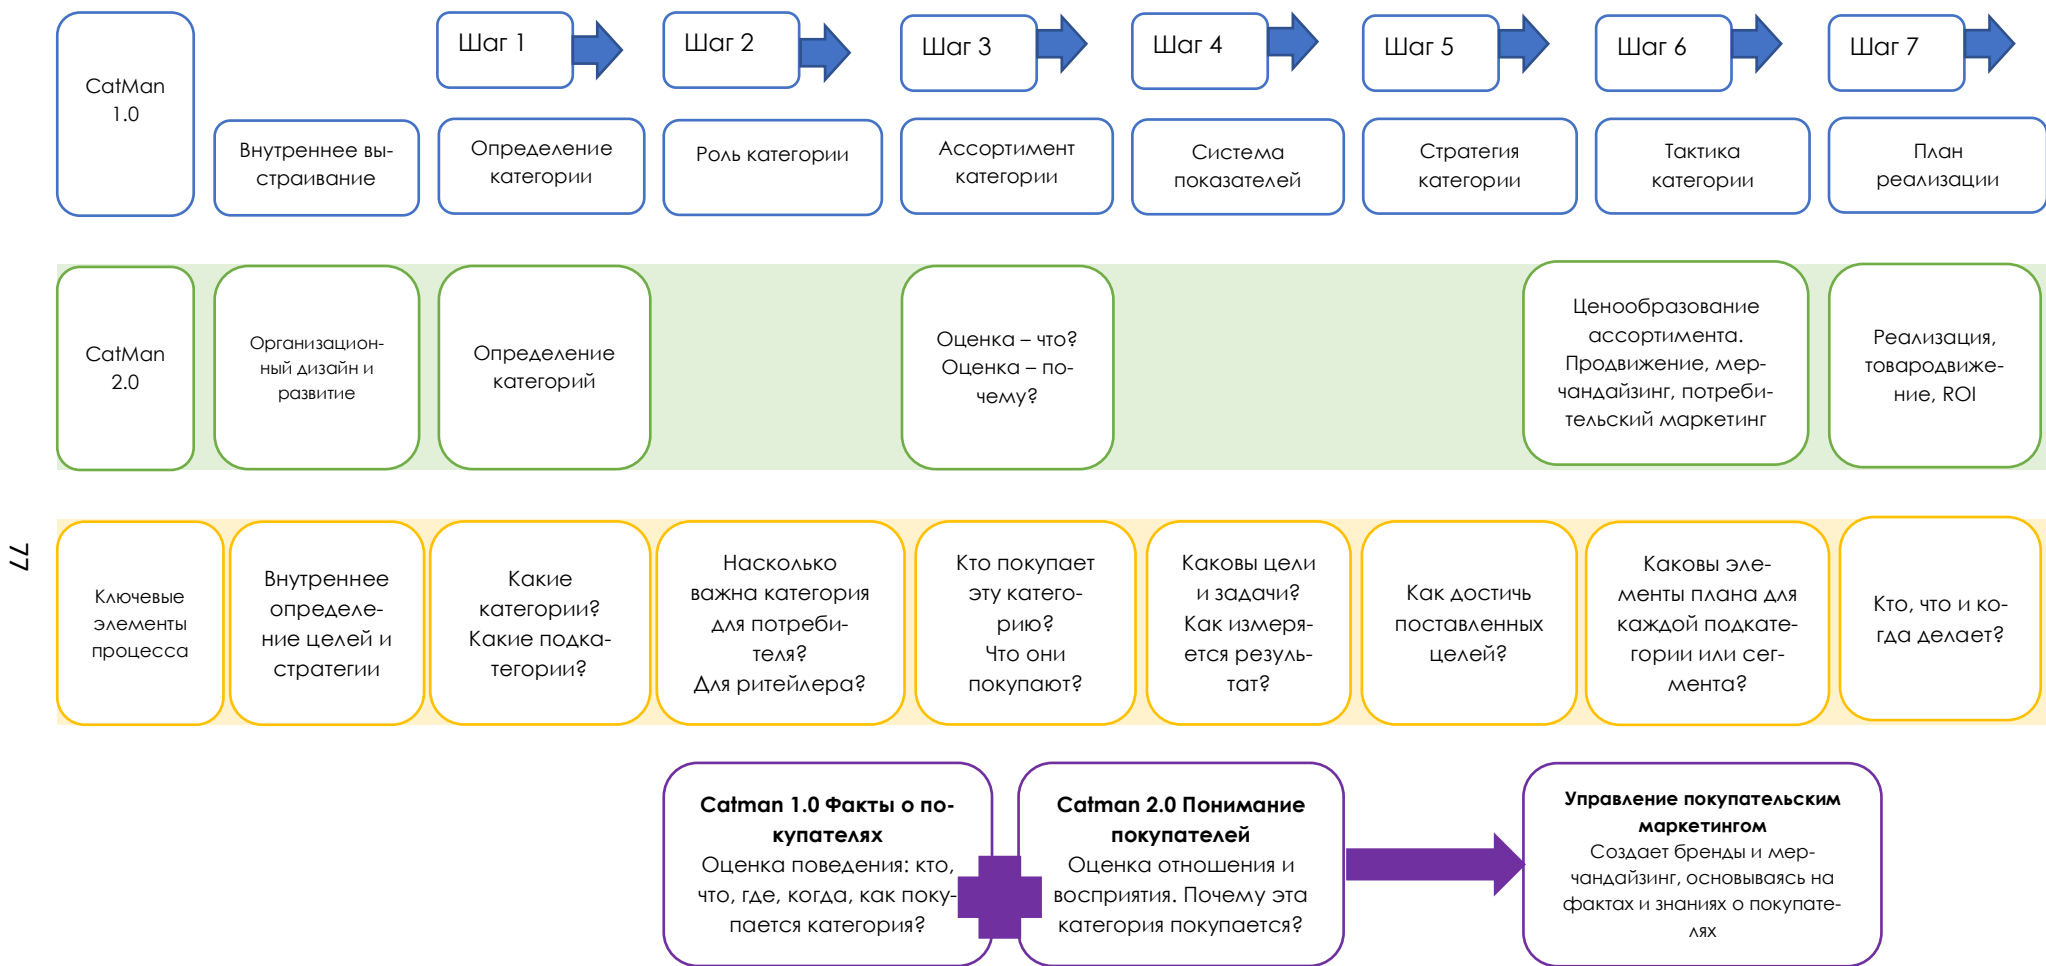 CatMan
1.0
Шаг 1
Шаг 2
Шаг 3
Шаг 4
Шаг 5
Шаг 6
Шаг 7
Внутреннее вы-
страивание
Определение
категории
Роль категории
Ассортимент
категории
Система
показателей
Стратегия
категории
Тактика
категории
План
реализации
CatMan
2.0
Организацион-
ный дизайн и
развитие
Определение
категорий
Оценка – что?
Оценка – по-
чему?
Ценообразование
ассортимента.
Продвижение, мер-
чандайзинг, потреби-
тельский маркетинг
Реализация,
товародвиже-
ние, ROI
77
Ключевые
элементы
процесса
Внутреннее
определе-
ние целей и
стратегии
Какие
категории?
Какие подка-
тегории?
Насколько
важна категория
для потреби-
теля?
Для ритейлера?
Кто покупает
эту катего-
рию?
Что они
покупают?
Каковы цели
и задачи?
Как измеря-
ется резуль-
тат?
Как достичь
поставленных
целей?
Каковы эле-
менты плана для
каждой подкате-
гории или сег-
мента?
Кто, что и ко-
гда делает?
Catman 1.0 Факты о по-
купателях
Оценка поведения: кто,
что, где, когда, как поку-
пается категория?
Catman 2.0 Понимание
покупателей
Оценка отношения и
восприятия. Почему эта
категория покупается?
Управление покупательским
маркетингом
Создает бренды и мер-
чандайзинг, основываясь на
фактах и знаниях о покупате-
лях